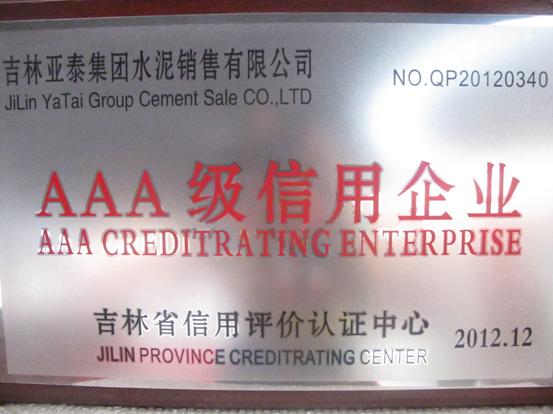 吉林亚泰集团水泥销售有限公司
JiLin YaTai Group Cement Sale CO.,LTD
NO.QP20120340
AAA级信用企业
AAA CREDITRATING ENTERPRISE
吉林省信用评价认证中心
JILIN PROVINCE CREDITRATING CENTER
2012.12